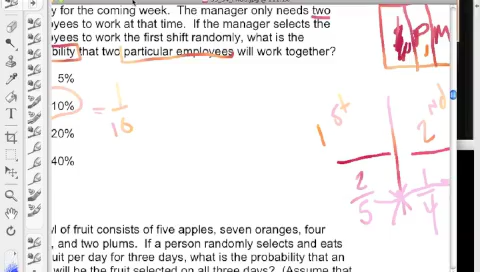 y for the coming week. The manager only needs two
oyees to work at that time. If the manager selects the
oyees to work the first shift randomly, what is the
bility that two particular employees will work together?
5%
10% = 1/10
20%
40%
P, M
1st 2nd
2/5 * 1/4
l of fruit consists of five apples, seven oranges, four
, and two plums. If a person randomly selects and eats
uit per day for three days, what is the probability that an
will be the fruit selected on all three days? (Assume that